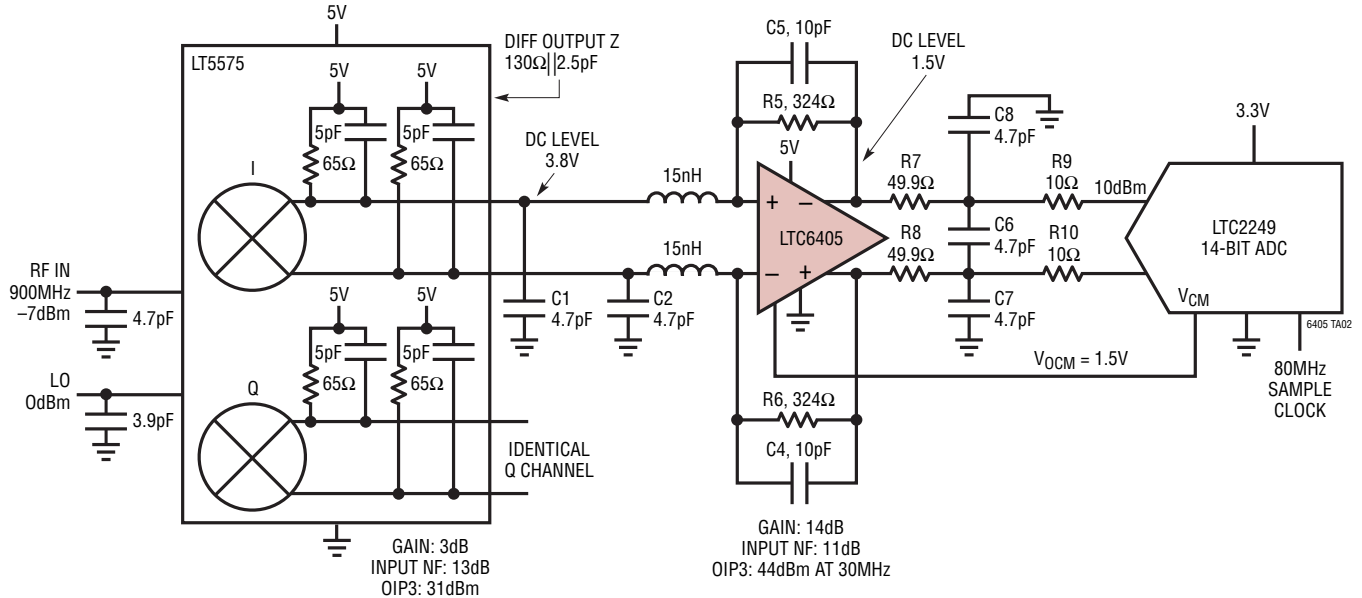 5V
LT5575
DIFF OUTPUT Z
130Ω||2.5pF
5V
5V
5pF
5pF
65Ω
65Ω
I
DC LEVEL
3.8V
15nH
15nH
C1
4.7pF
C2
4.7pF
RF IN
900MHz
–7dBm
4.7pF
LO
0dBm
3.9pF
5V
5V
5pF
5pF
65Ω
65Ω
Q
IDENTICAL
Q CHANNEL
GAIN: 3dB
INPUT NF: 13dB
OIP3: 31dBm
C5, 10pF
R5, 324Ω
DC LEVEL
1.5V
5V
+ –
LTC6405
– +
R7
49.9Ω
R8
49.9Ω
C8
4.7pF
C6
4.7pF
C7
4.7pF
R9
10Ω
10dBm
R10
10Ω
3.3V
LTC2249
14-BIT ADC
VCM
6405 TA02
VOCM = 1.5V
80MHz
SAMPLE
CLOCK
R6, 324Ω
C4, 10pF
GAIN: 14dB
INPUT NF: 11dB
OIP3: 44dBm AT 30MHz